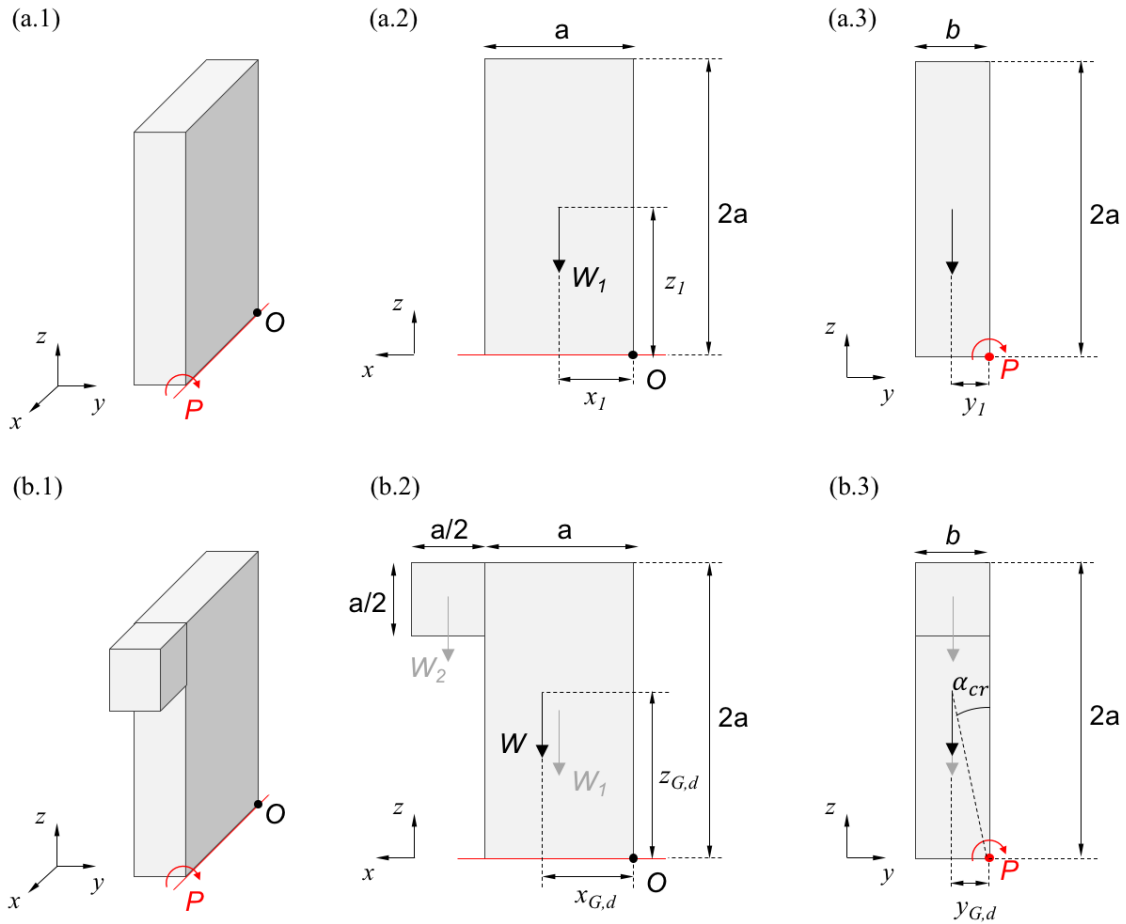 (a.1)
(a.2)
(a.3)
a
b
2a
2a
W1
z1
x1
O
O
P
z
x
y
z
x
z
y
y1
P
(b.1)
(b.2)
(b.3)
a/2
a
b
a/2
W2
W
W1
zG,d
2a
αcr
2a
z
x
y
P
O
z
x
xG,d
O
z
y
yG,d
P